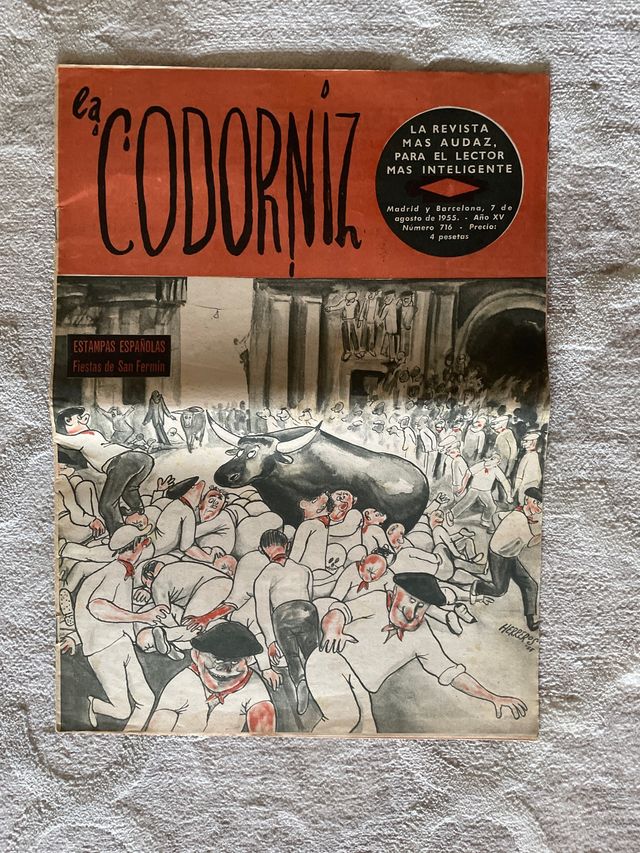 la
CODORNIZ
LA REVISTA
MAS AUDAZ,
PARA EL LECTOR
MAS INTELIGENTE
Madrid y Barcelona, 7 de
agosto de 1955. - Año XV
Número 716 - Precio:
4 pesetas
ESTAMPAS ESPAÑOLAS
Fiestas de San Fermín